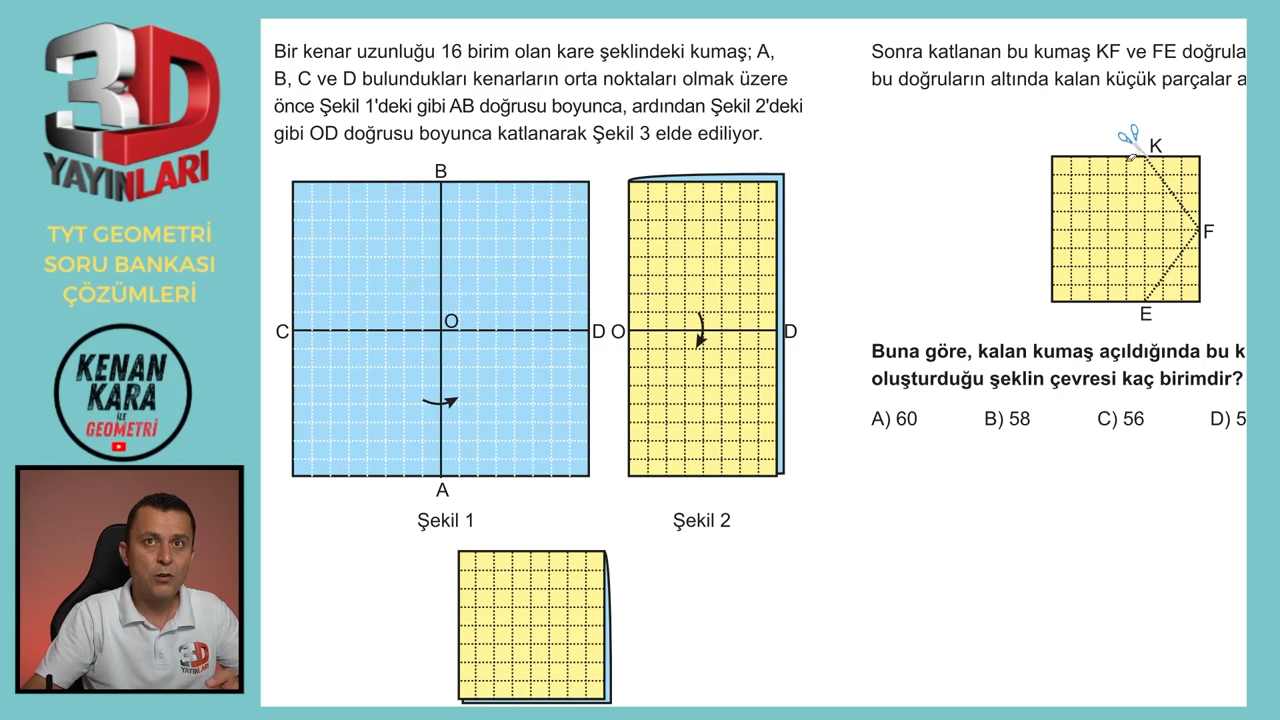 3D
YAYINLARI
TYT GEOMETRİ
SORU BANKASI
ÇÖZÜMLERİ
KENAN
KARA
İLE
GEOMETRİ
3D
YAYINLARI
Bir kenar uzunluğu 16 birim olan kare şeklindeki kumaş; A,
B, C ve D bulundukları kenarların orta noktaları olmak üzere
önce Şekil 1'deki gibi AB doğrusu boyunca, ardından Şekil 2'deki
gibi OD doğrusu boyunca katlanarak Şekil 3 elde ediliyor.
B
C
O
D
A
Şekil 1
O
D
Şekil 2
Sonra katlanan bu kumaş KF ve FE doğrula
bu doğruların altında kalan küçük parçalar a
K
F
E
Buna göre, kalan kumaş açıldığında bu k
oluşturduğu şeklin çevresi kaç birimdir?
A) 60 B) 58 C) 56 D) 5